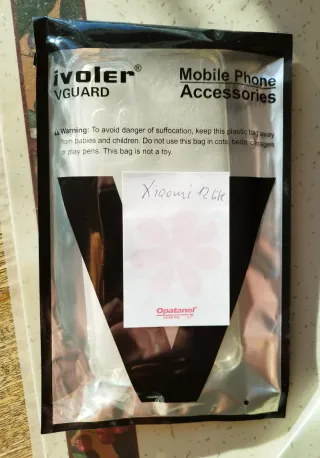 ivoler®
VGUARD
Mobile Phone
Accessories
Warning: To avoid danger of suffocation, keep this plastic bag away
from babies and children. Do not use this bag in cots, beds, carriages
or play pens. This bag is not a toy.
Xiaomi 12 lite
Opatanol®